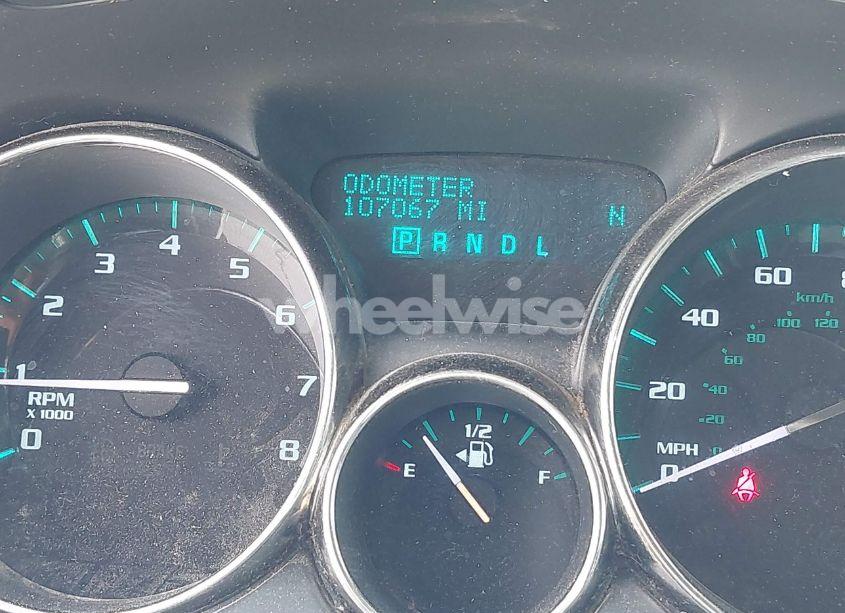 ODOMETER
107067 MI N
P R N D L
wheelwise
0 1 2 3 4 5 6 7 8
RPM
X 1000
E 1/2 F
0 20 40 60
MPH
20 40 60 80 100 120
km/h